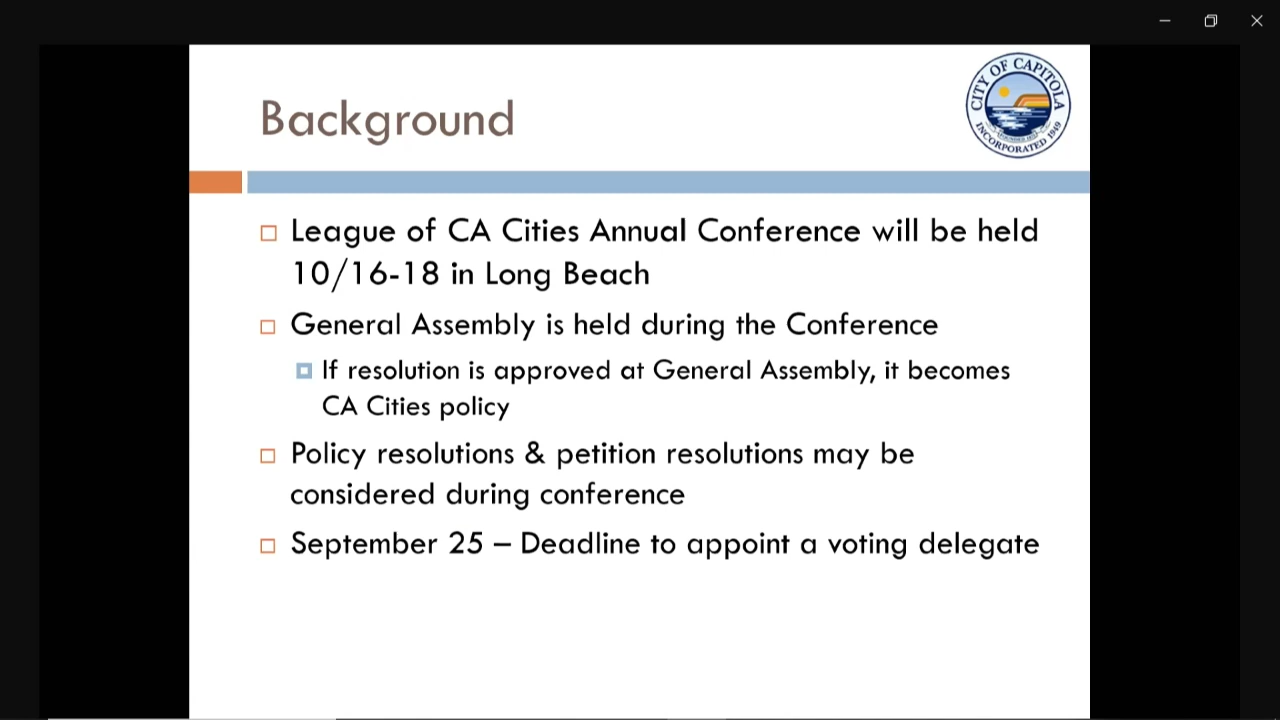 Background
CITY OF CAPITOLA
INCORPORATED 1949
League of CA Cities Annual Conference will be held
10/16-18 in Long Beach
General Assembly is held during the Conference
If resolution is approved at General Assembly, it becomes
CA Cities policy
Policy resolutions & petition resolutions may be
considered during conference
September 25 – Deadline to appoint a voting delegate